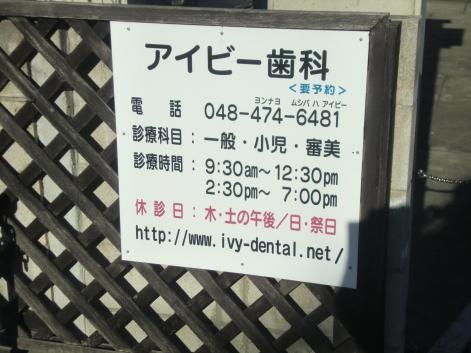 アイビー歯科
<要予約>
ヨンナヨ ムシバ ハ アイビー
電話 048-474-6481
診療科目：一般・小児・審美
診療時間：9:30am～12:30pm
2:30pm～ 7:00pm
休診日：木・土の午後／日・祭日
http://www.ivy-dental.net/